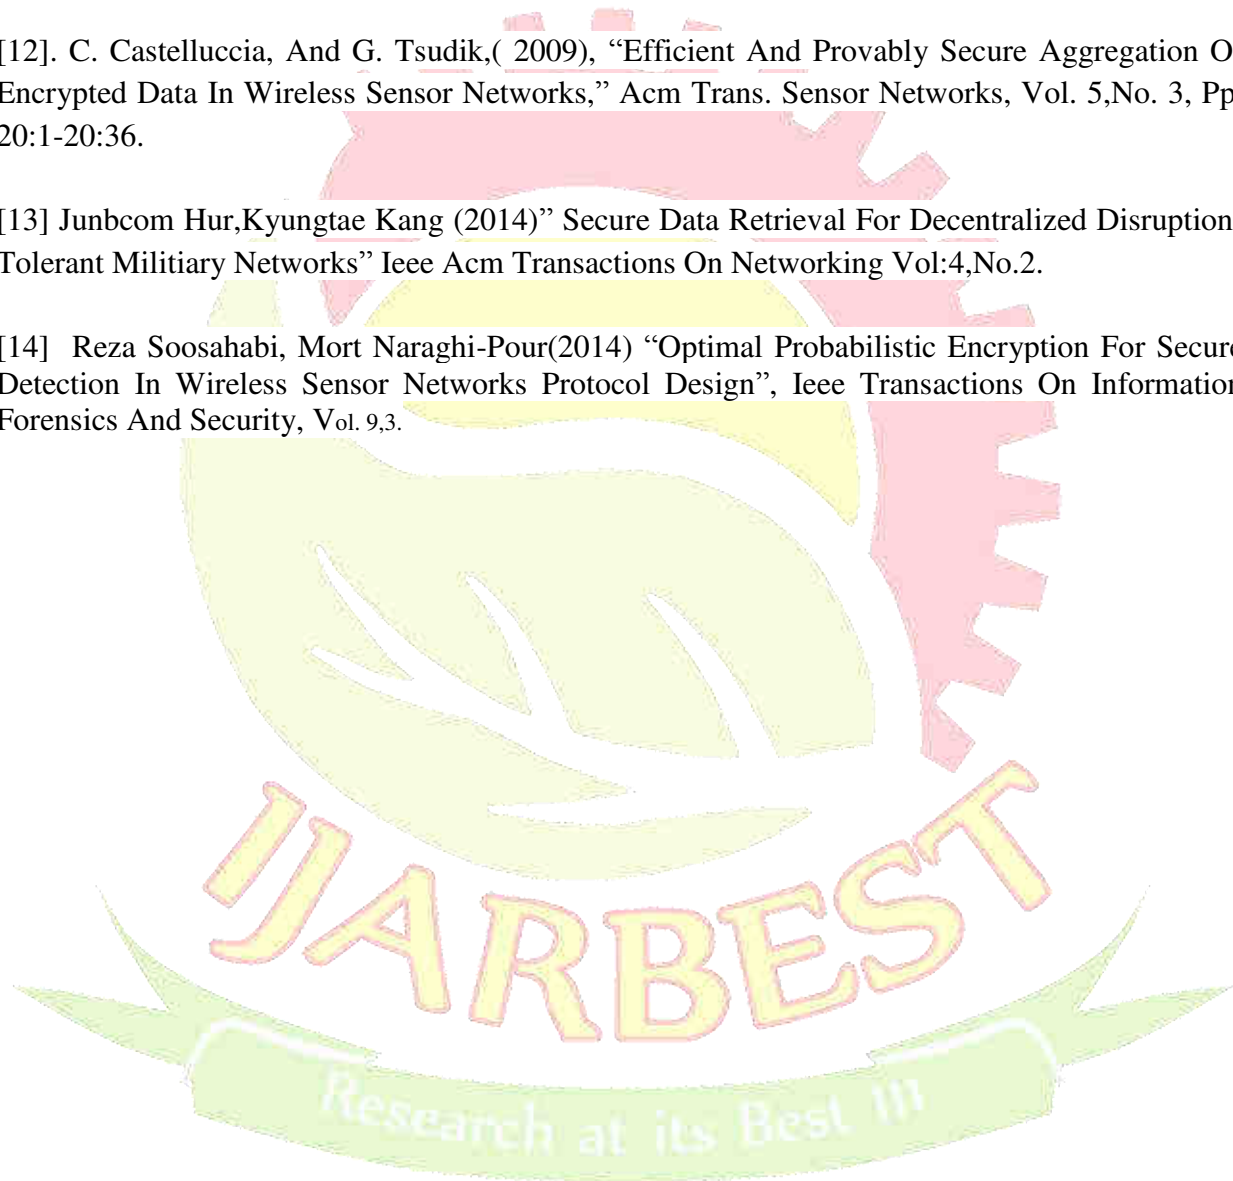 [12]. C. Castelluccia, And G. Tsudik,( 2009), “Efficient And Provably Secure Aggregation O
Encrypted Data In Wireless Sensor Networks,” Acm Trans. Sensor Networks, Vol. 5,No. 3, Pp
20:1-20:36.
[13] Junbcom Hur,Kyungtae Kang (2014)” Secure Data Retrieval For Decentralized Disruption
Tolerant Militiary Networks” Ieee Acm Transactions On Networking Vol:4,No.2.
[14] Reza Soosahabi, Mort Naraghi-Pour(2014) “Optimal Probabilistic Encryption For Secure
Detection In Wireless Sensor Networks Protocol Design”, Ieee Transactions On Information
Forensics And Security, Vol. 9,3.
IJARBEST
Research at its Best !!!